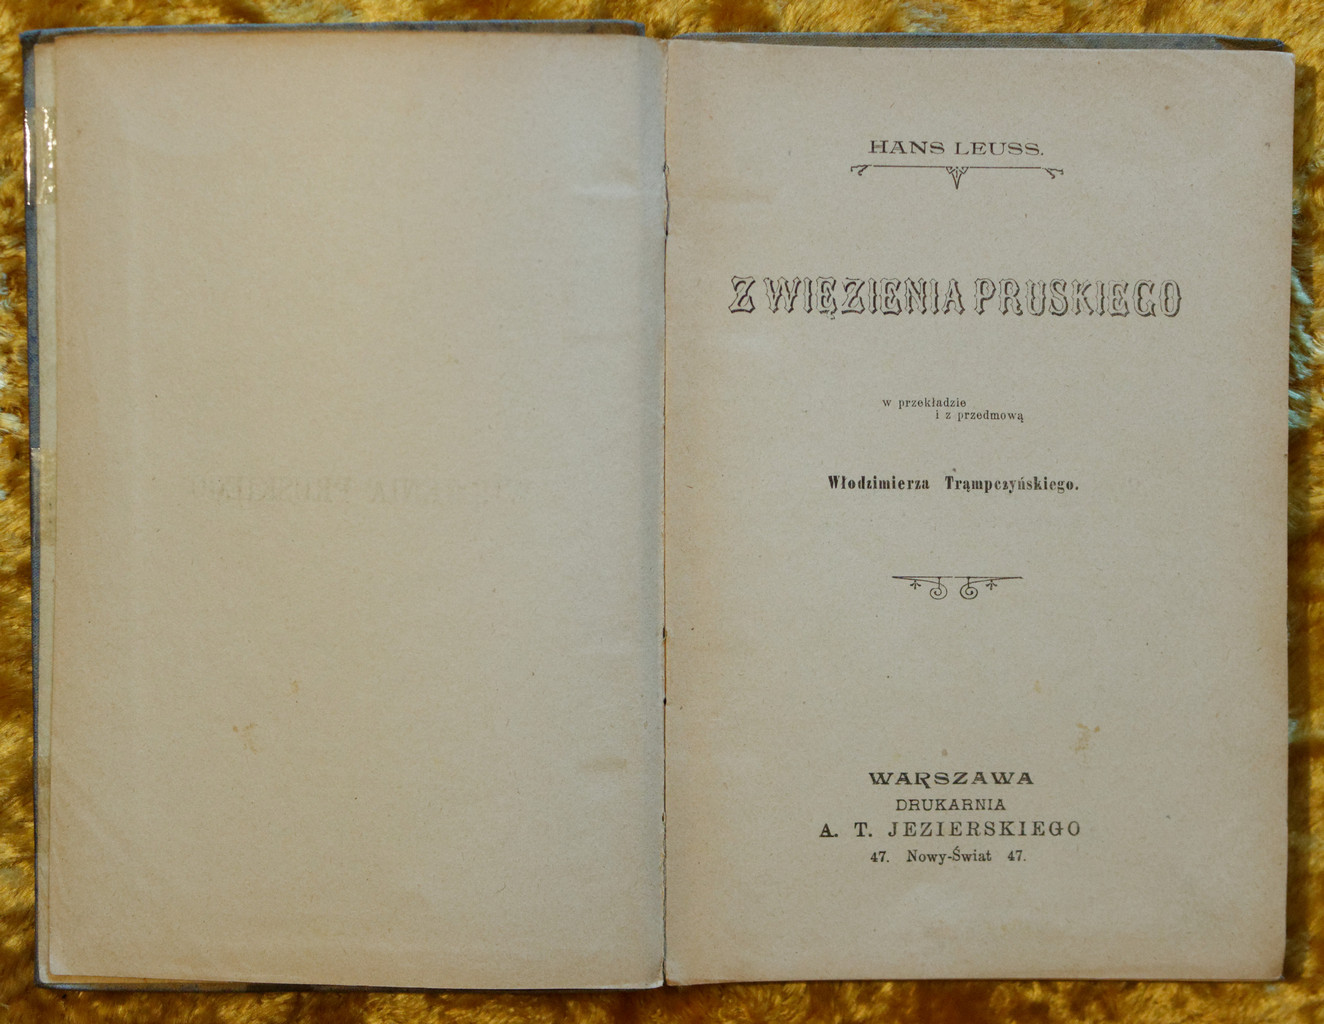 HANS LEUSS.
Z WIĘZIENIA PRUSKIEGO
w przekładzie
i z przedmową
Włodzimierza Trąmpczyńskiego.
WARSZAWA
DRUKARNIA
A. T. JEZIERSKIEGO
47. Nowy-Świat 47.